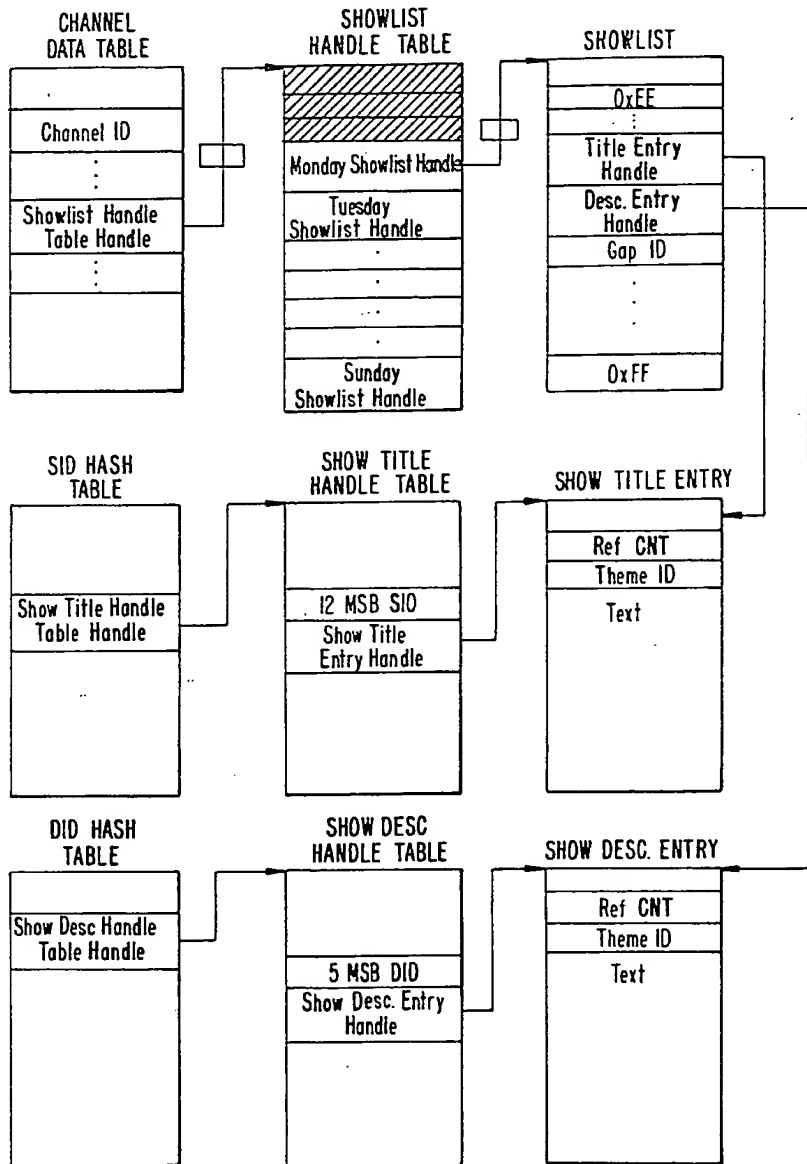 CHANNEL
DATA TABLE
Channel ID
Showlist Handle
Table Handle
SHOWLIST
HANDLE TABLE
Monday Showlist Handle
Tuesday
Showlist Handle
Sunday
Showlist Handle
SHOWLIST
0xEE
Title Entry
Handle
Desc. Entry
Handle
Gap ID
0xFF
SID HASH
TABLE
Show Title Handle
Table Handle
SHOW TITLE
HANDLE TABLE
12 MSB SIO
Show Title
Entry Handle
SHOW TITLE ENTRY
Ref CNT
Theme ID
Text
DID HASH
TABLE
Show Desc Handle
Table Handle
SHOW DESC
HANDLE TABLE
5 MSB DID
Show Desc. Entry
Handle
SHOW DESC. ENTRY
Ref CNT
Theme ID
Text